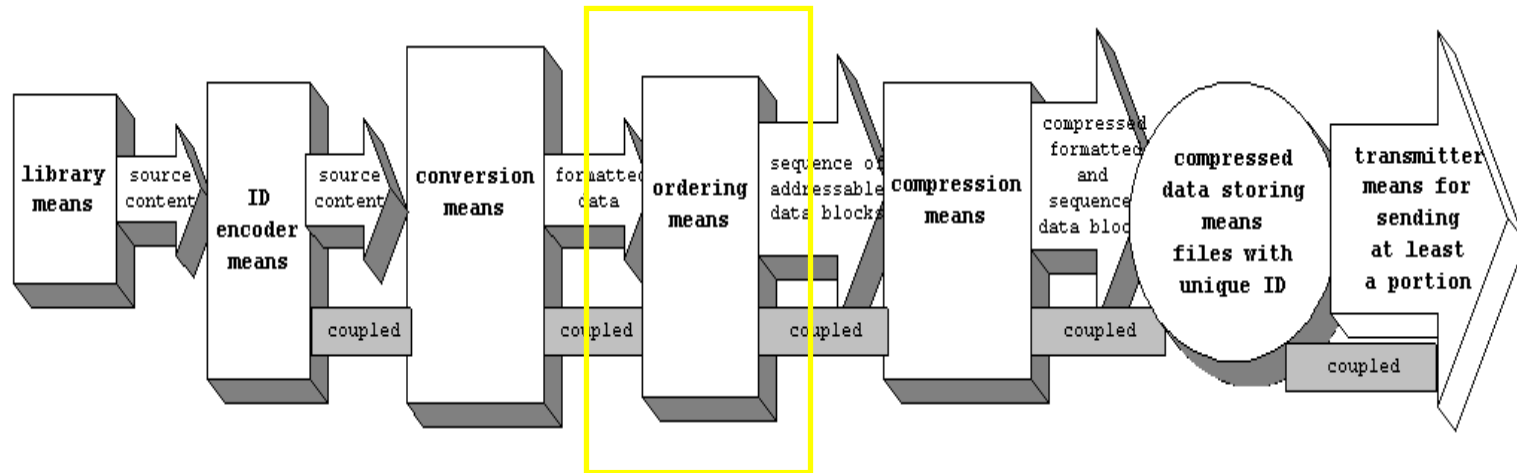 library
means
source
content
ID
encoder
means
source
content
coupled
conversion
means
formatted
data
coupled
ordering
means
sequence of
addressable
data blocks
coupled
compression
means
compressed
formatted
and
sequence
data bloc
coupled
compressed
data storing
means
files with
unique ID
transmitter
means for
sending
at least
a portion
coupled